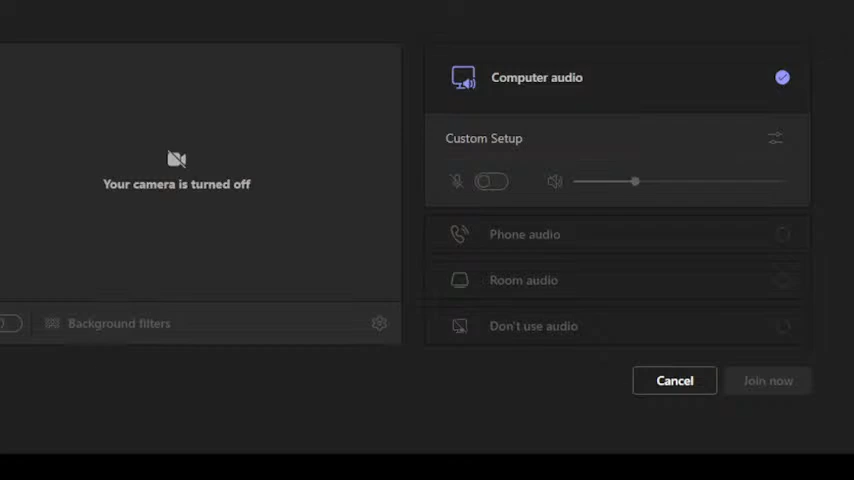 Computer audio
Custom Setup
Your camera is turned off
Phone audio
Room audio
Background filters
Don't use audio
Cancel
Join now